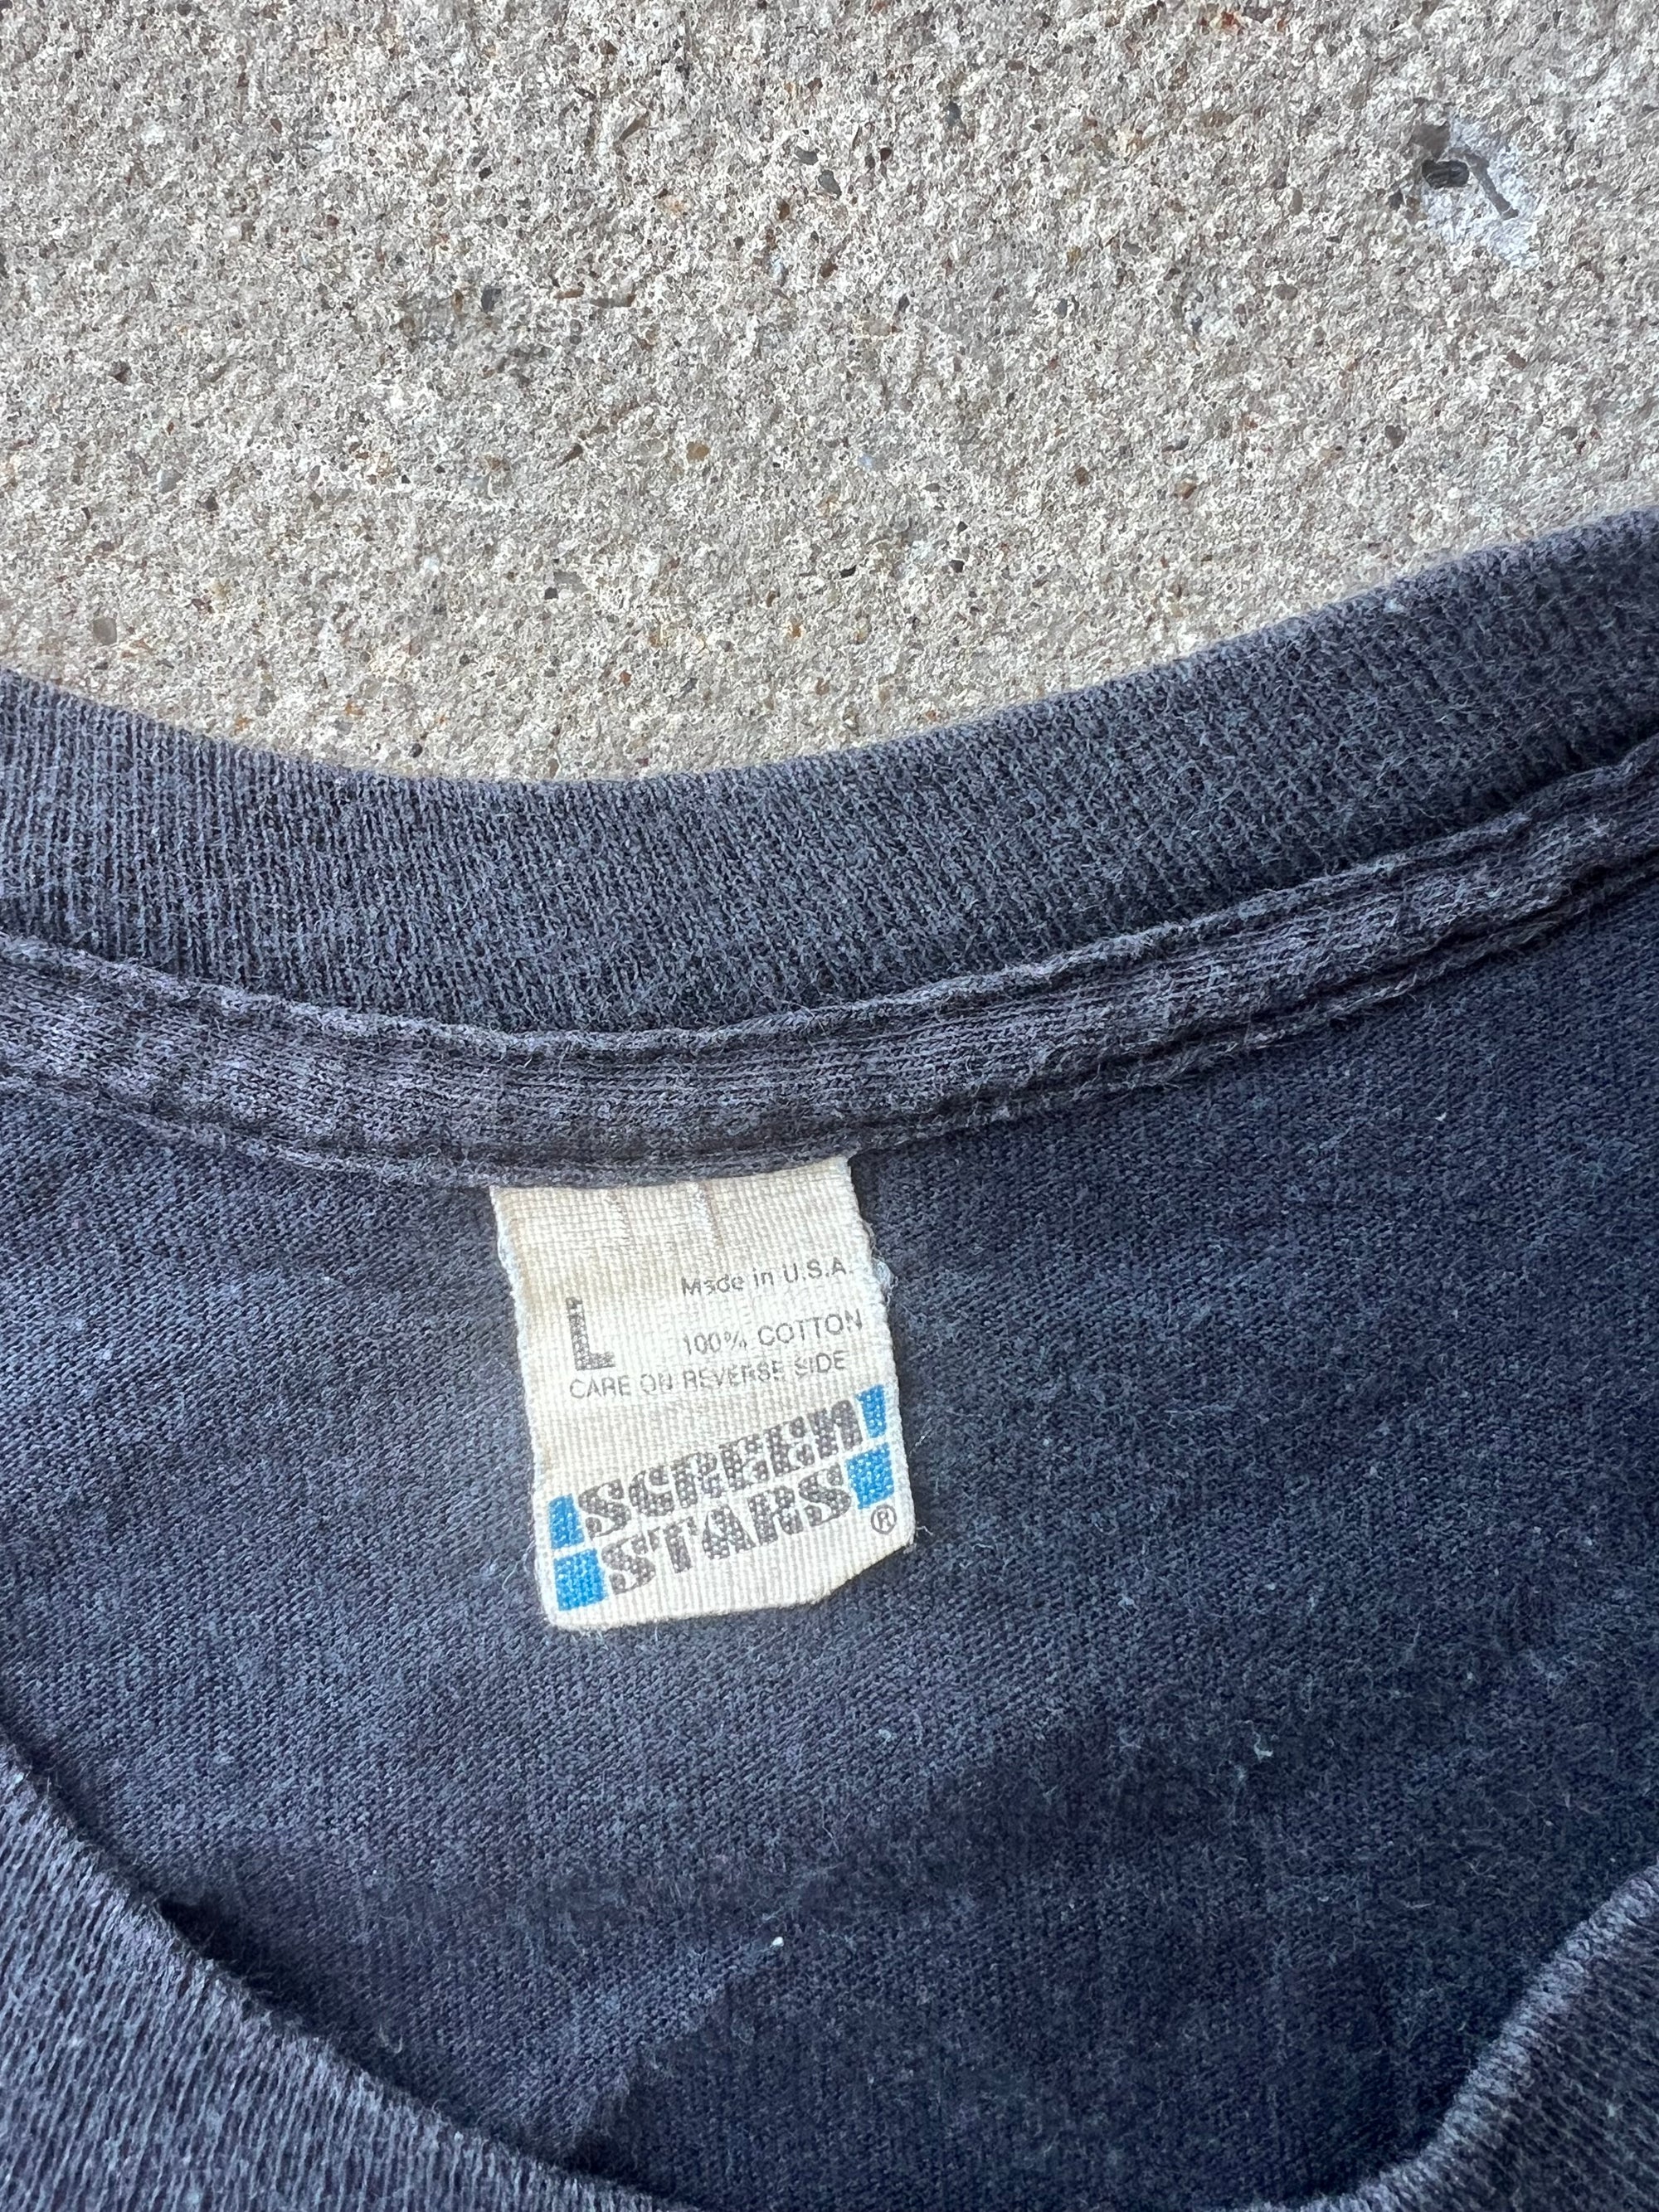 Made in U.S.A.
L
100% COTTON
CARE ON REVERSE SIDE
SCREEN
STARS ®